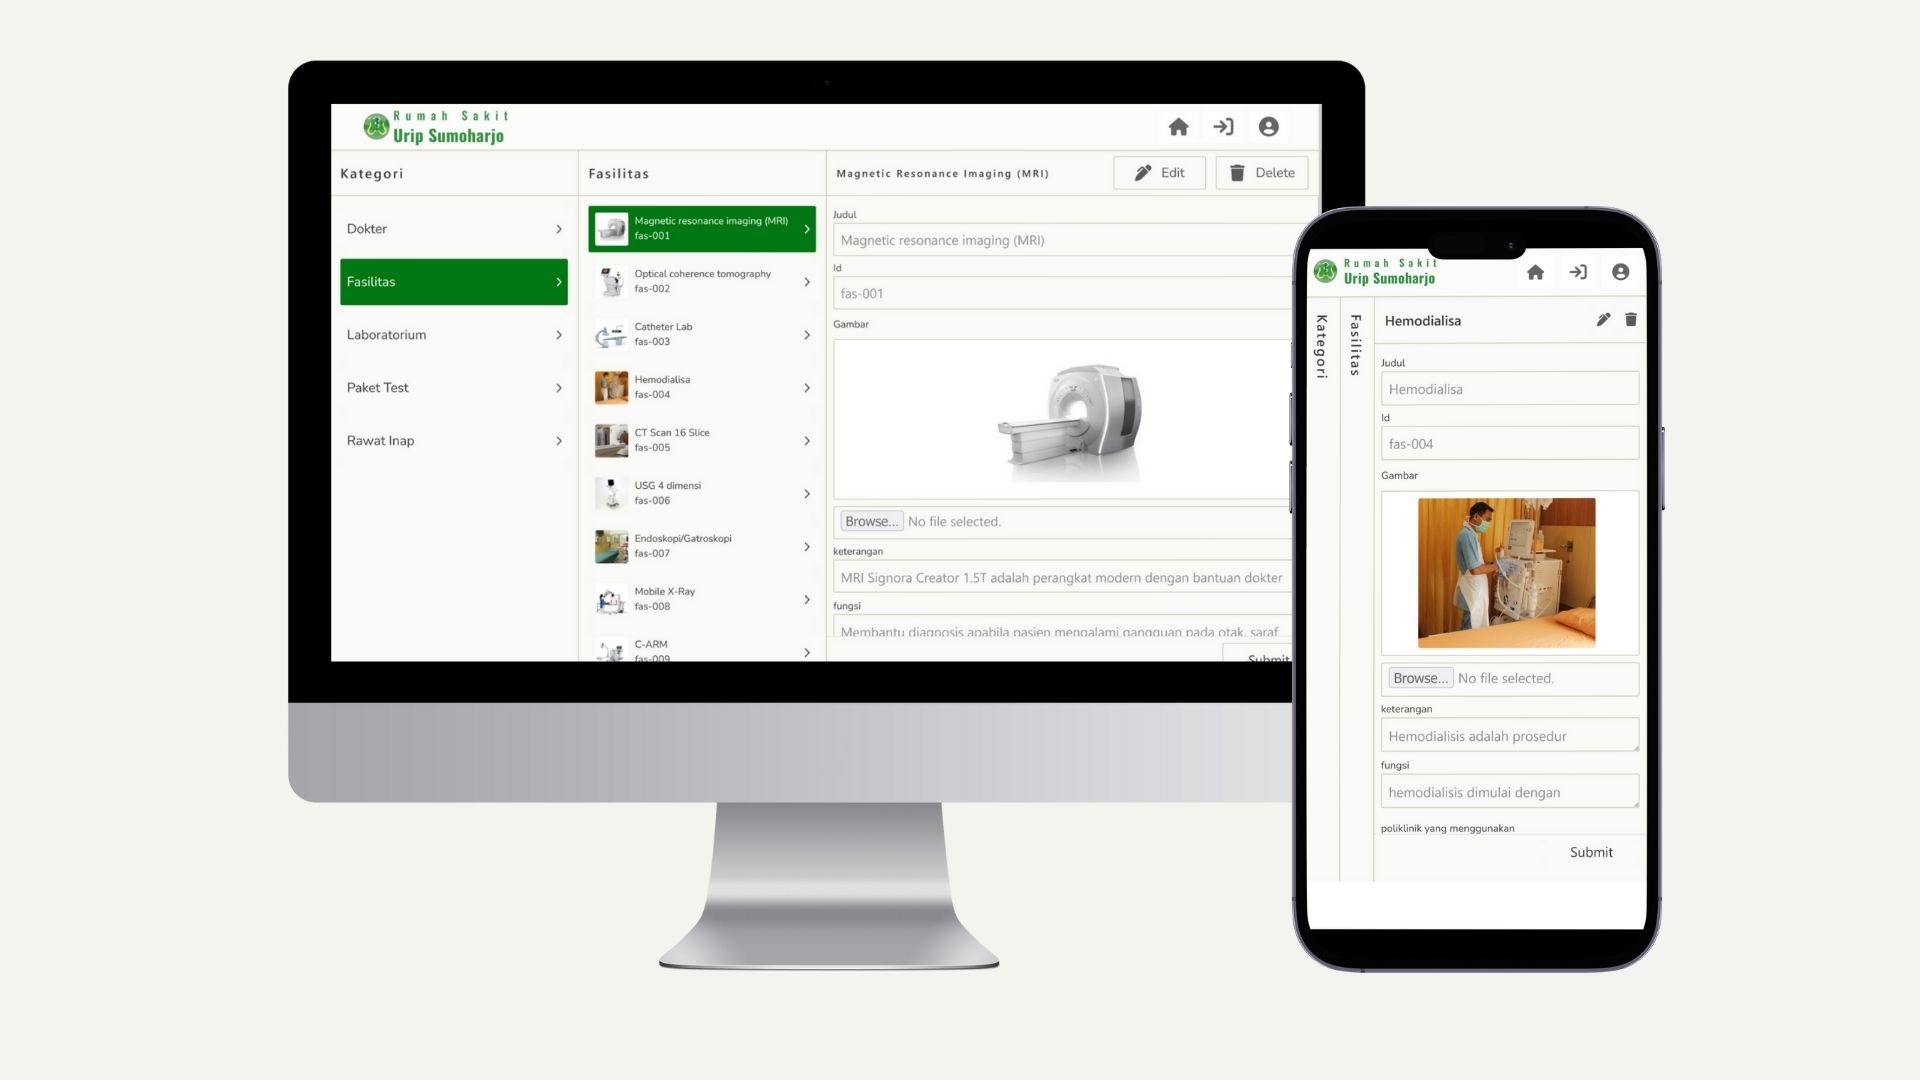 Rumah Sakit
Urip Sumoharjo
Kategori
Dokter
Fasilitas
Laboratorium
Paket Test
Rawat Inap
Fasilitas
Magnetic resonance imaging (MRI)
fas-001
Optical coherence tomography
fas-002
Catheter Lab
fas-003
Hemodialisa
fas-004
CT Scan 16 Slice
fas-005
USG 4 dimensi
fas-006
Endoskopi/Gatroskopi
fas-007
Mobile X-Ray
fas-008
C-ARM
fas-009
Magnetic Resonance Imaging (MRI)
Edit
Delete
Judul
Magnetic resonance imaging (MRI)
Id
fas-001
Gambar
Browse... No file selected.
keterangan
MRI Signora Creator 1.5T adalah perangkat modern dengan bantuan dokter
fungsi
Membantu diagnosis apabila pasien mengalami gangguan pada otak, saraf
Submit
Rumah Sakit
Urip Sumoharjo
Kategori
Fasilitas
Hemodialisa
Judul
Hemodialisa
Id
fas-004
Gambar
Browse... No file selected.
keterangan
Hemodialisis adalah prosedur
fungsi
hemodialisis dimulai dengan
poliklinik yang menggunakan
Submit